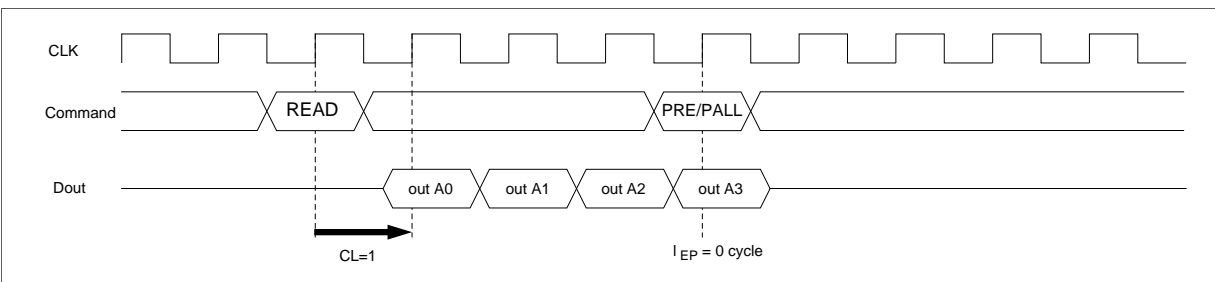 CLK
Command READ PRE/PALL
Dout out A0 out A1 out A2 out A3
CL=1 l EP = 0 cycle